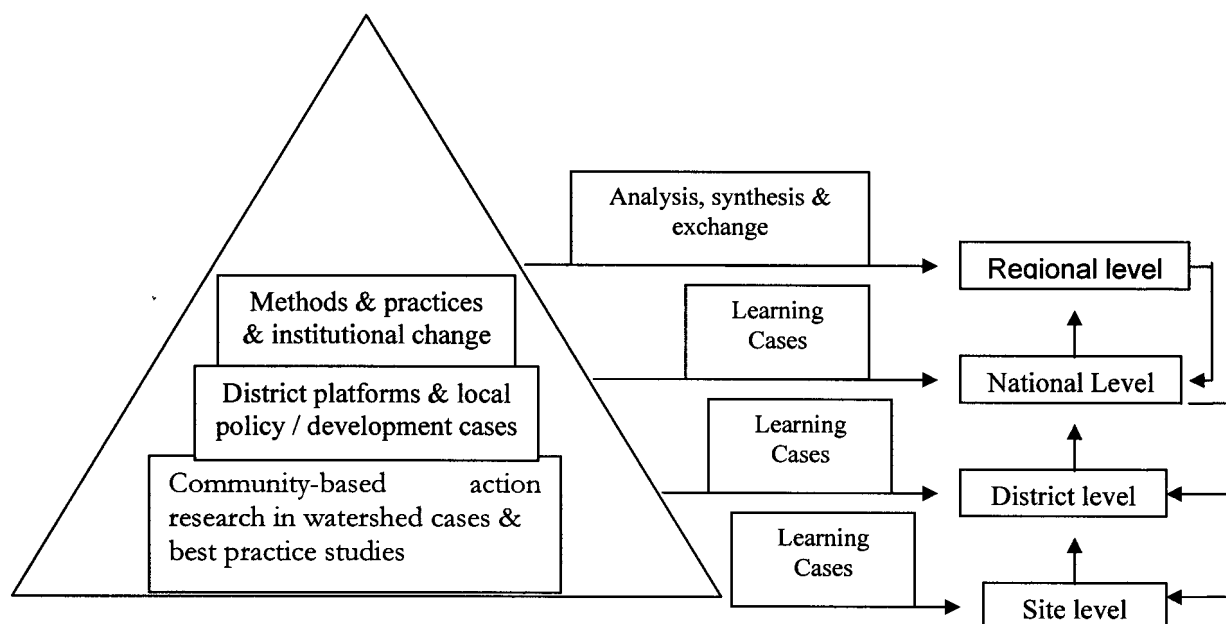 Analysis, synthesis &
exchange
Regional level
Methods & practices
& institutional change
Learning
Cases
National Level
District platforms & local
policy / development cases
Learning
Cases
District level
Community-based action
research in watershed cases &
best practice studies
Learning
Cases
Site level